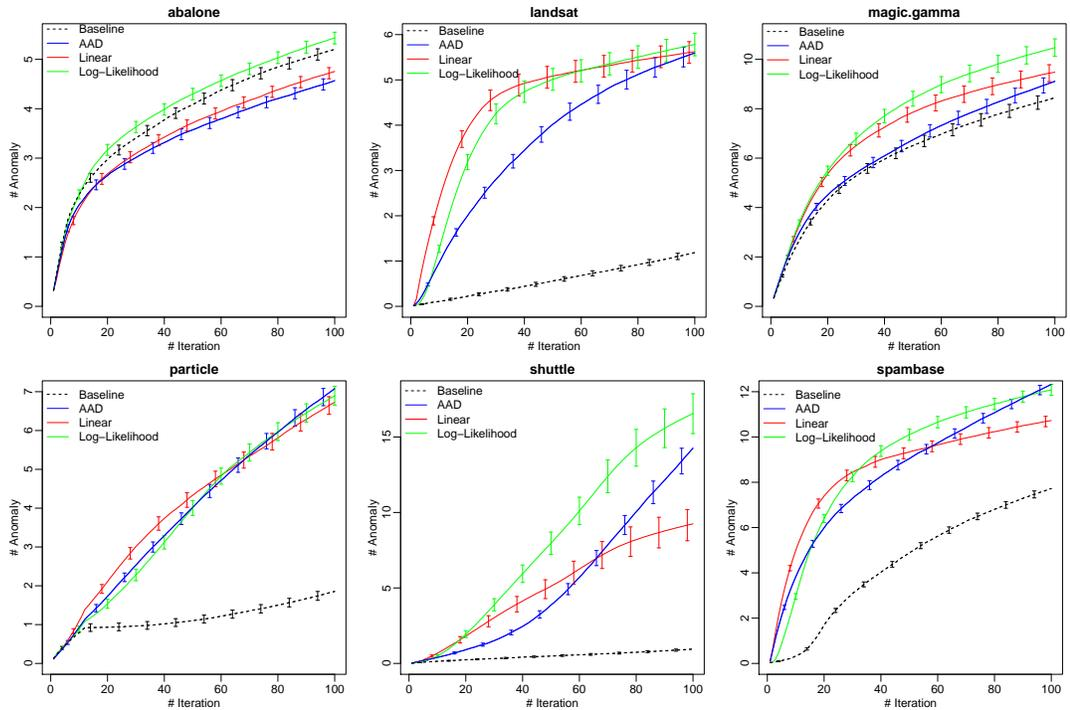 abalone
Baseline
AAD
Linear
Log−Likelihood
# Anomaly
0 1 2 3 4 5
0 20 40 60 80 100
# Iteration
landsat
Baseline
AAD
Linear
Log−Likelihood
# Anomaly
0 1 2 3 4 5 6
0 20 40 60 80 100
# Iteration
magic.gamma
Baseline
AAD
Linear
Log−Likelihood
# Anomaly
0 2 4 6 8 10
0 20 40 60 80 100
# Iteration
particle
Baseline
AAD
Linear
Log−Likelihood
# Anomaly
0 1 2 3 4 5 6 7
0 20 40 60 80 100
# Iteration
shuttle
Baseline
AAD
Linear
Log−Likelihood
# Anomaly
0 5 10 15
0 20 40 60 80 100
# Iteration
spambase
Baseline
AAD
Linear
Log−Likelihood
# Anomaly
0 2 4 6 8 10 12
0 20 40 60 80 100
# Iteration